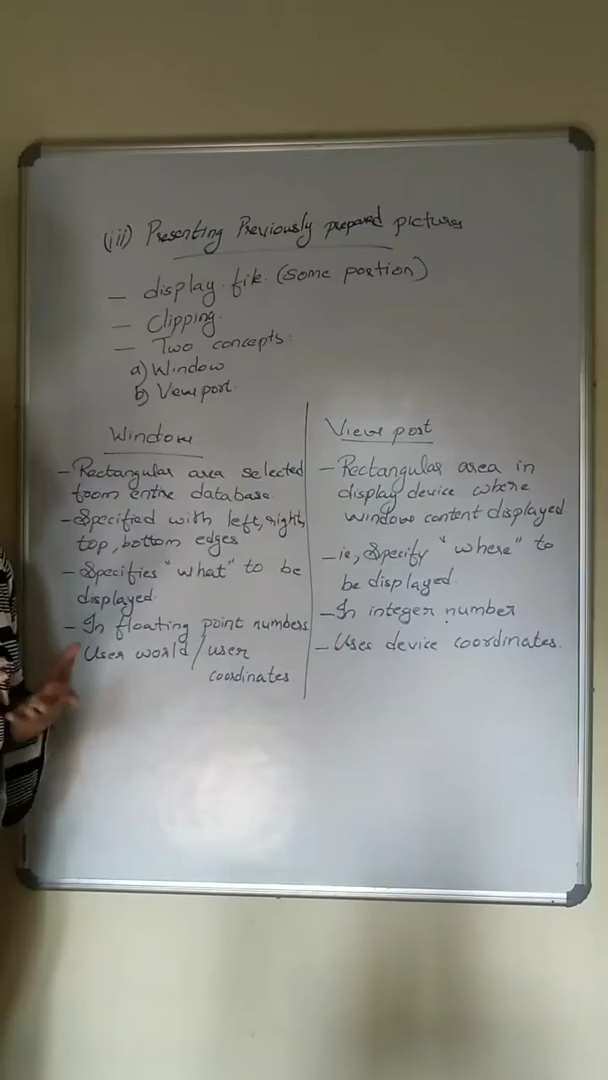 (iii) Presenting Previously prepared pictures
- display file (some portion)
- Clipping.
- Two concepts:
a) Window
b) View port.
Window
- Rectangular area selected
from entire database.
- Specified with left, right,
top, bottom edges
- Specifies "what" to be
displayed.
- In floating point numbers
User world / user
coordinates
View port
- Rectangular area in
display device where
window content displayed.
- ie, Specify "where" to
be displayed.
- In integer number
- Uses device coordinates.